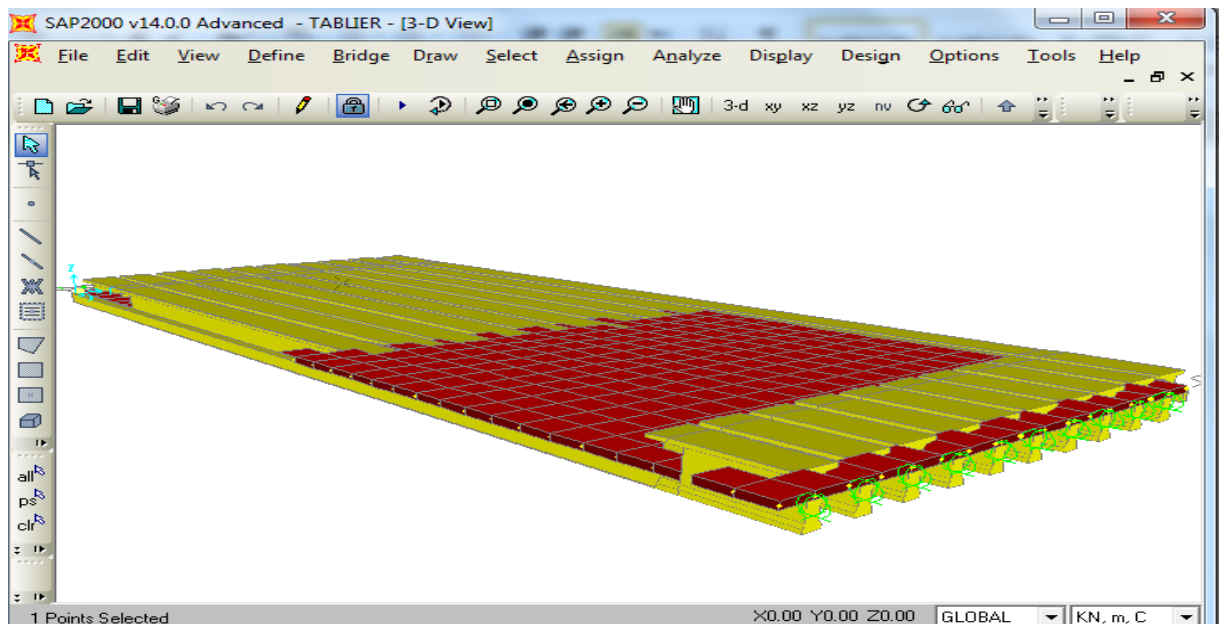 SAP2000 v14.0.0 Advanced - TABLIER - [3-D View]
File Edit View Define Bridge Draw Select Assign Analyze Display Design Options Tools Help
3-d xy xz yz nv
Z
all
ps
clr
1 Points Selected X0.00 Y0.00 Z0.00 GLOBAL KN, m, C